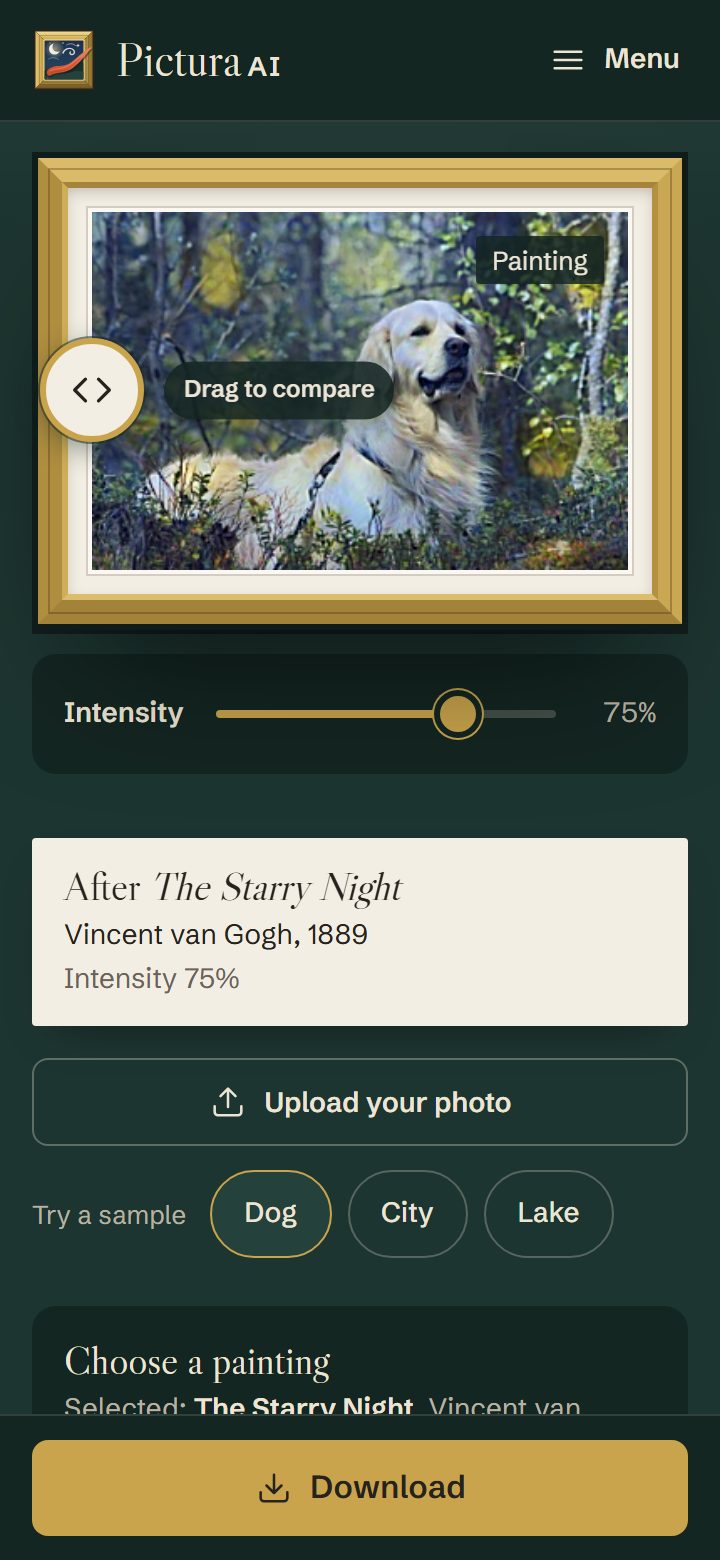 Pictura AI
Menu
Painting
Drag to compare
Intensity
75%
After The Starry Night
Vincent van Gogh, 1889
Intensity 75%
Upload your photo
Try a sample
Dog
City
Lake
Choose a painting
Selected: The Starry Night Vincent van
Download